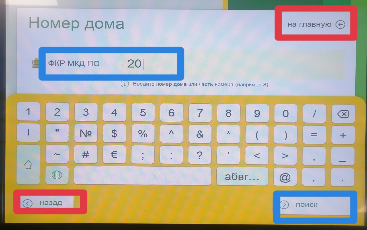 Номер дома
на главную
ФКР МКД по 20
1 2 3 4 5 6 7 8 9 0 /
! " № $ % ^ & * ( ) = +
~ # € ; : ? ' < > . _
абвг... @ . .
назад
поиск